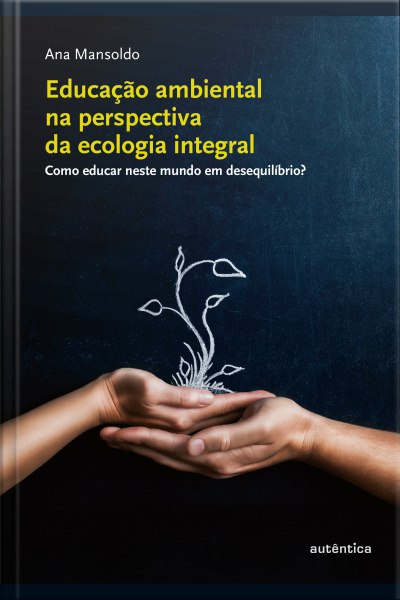 Ana Mansoldo
Educação ambiental
na perspectiva
da ecologia integral
Como educar neste mundo em desequilíbrio?
autêntica